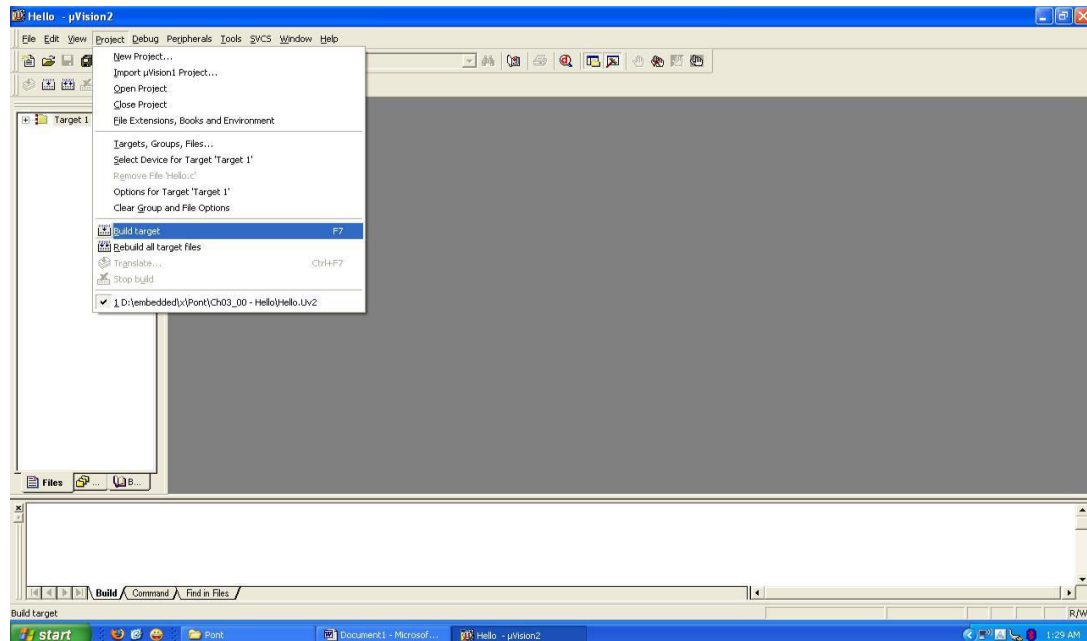 Hello - µVision2
File Edit View Project Debug Peripherals Tools SVCS Window Help
New Project...
Import µVision1 Project...
Open Project
Close Project
File Extensions, Books and Environment
Targets, Groups, Files...
Select Device for Target 'Target 1'
Remove File 'Hello.c'
Options for Target 'Target 1'
Clear Group and File Options
Build target F7
Rebuild all target files
Translate... Ctrl+F7
Stop build
1 D:\embedded\x\Pont\Ch03_00 - Hello\Hello.Uv2
Target 1
Files ... B...
Build Command Find in Files
Build target
R/W
start Pont Document1 - Microsof... Hello - µVision2 1:29 AM